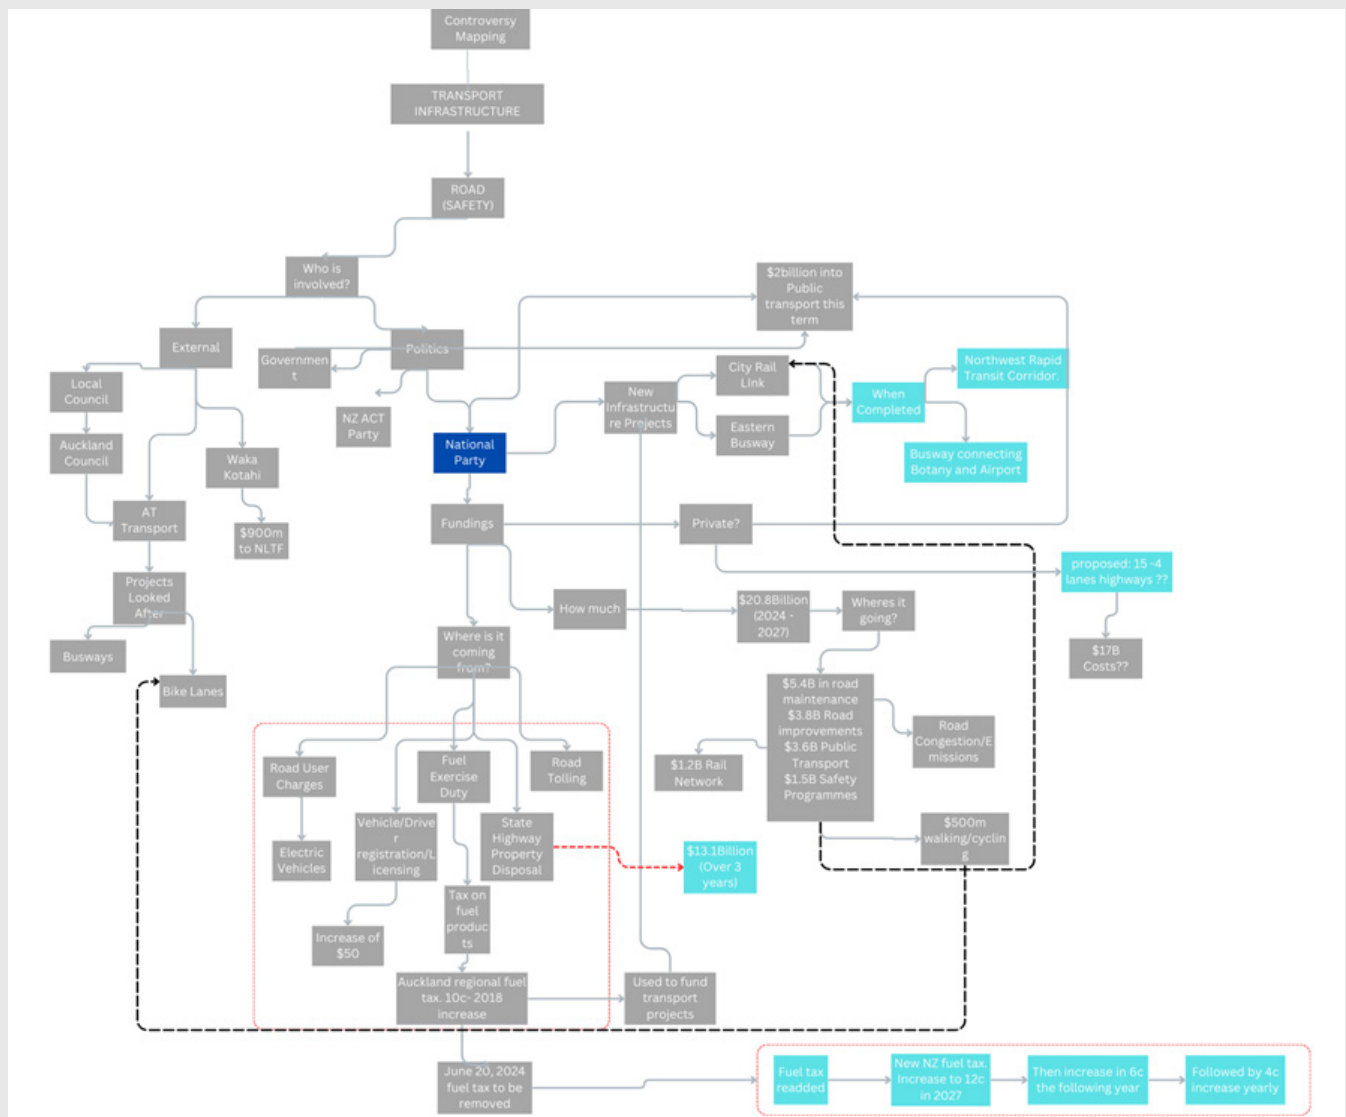 Controversy
Mapping
TRANSPORT
INFRASTRUCTURE
ROAD
(SAFETY)
Who is
involved?
$2billion into
Public
transport this
term
External
Politics
Governmen
t
Local
Council
NZ ACT
Party
New
Infrastructu
re Projects
City Rail
LInk
Northwest Rapid
Transit Corridor.
When
Completed
Eastern
Busway
Busway connecting
Botany and Airport
Auckland
Council
Waka
Kotahi
National
Party
AT
Transport
$900m
to NLTF
Fundings
Private?
proposed: 15 -4
lanes highways ??
Projects
Looked
After
How much
$20.8Billion
(2024 -
2027)
Wheres it
going?
Busways
Bike Lanes
Where is it
coming
from?
$17B
Costs??
$5.4B in road
maintenance
$3.8B Road
improvements
$3.6B Public
Transport
$1.5B Safety
Programmes
Road
Congestion/E
missions
$1.2B Rail
Network
$500m
walking/cyclin
g
Road User
Charges
Fuel
Exercise
Duty
Road
Tolling
Electric
Vehicles
Vehicle/Drive
r
registration/L
icensing
State
Highway
Property
Disposal
$13.1Billion
(Over 3
years)
Increase of
$50
Tax on
fuel
produc
ts
Auckland regional fuel
tax. 10c- 2018
increase
Used to fund
transport
projects
June 20, 2024
fuel tax to be
removed
Fuel tax
readded
New NZ fuel tax.
Increase to 12c
in 2027
Then increase in 6c
the following year
Followed by 4c
increase yearly